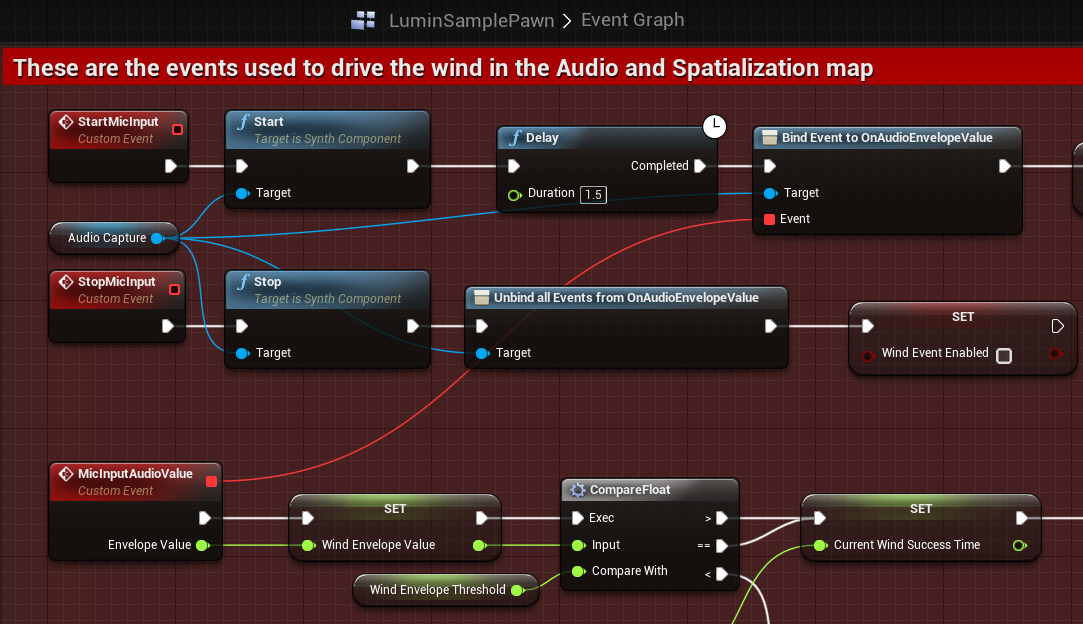 LuminSamplePawn > Event Graph
These are the events used to drive the wind in the Audio and Spatialization map
StartMicInput
Custom Event
f Start
Target is Synth Component
Target
f Delay
Completed
Duration 1.5
Bind Event to OnAudioEnvelopeValue
Target
Event
Audio Capture
StopMicInput
Custom Event
f Stop
Target is Synth Component
Target
Unbind all Events from OnAudioEnvelopeValue
Target
SET
Wind Event Enabled
MicInputAudioValue
Custom Event
Envelope Value
SET
Wind Envelope Value
CompareFloat
Exec >
Input ==
Compare With <
Wind Envelope Threshold
SET
Current Wind Success Time